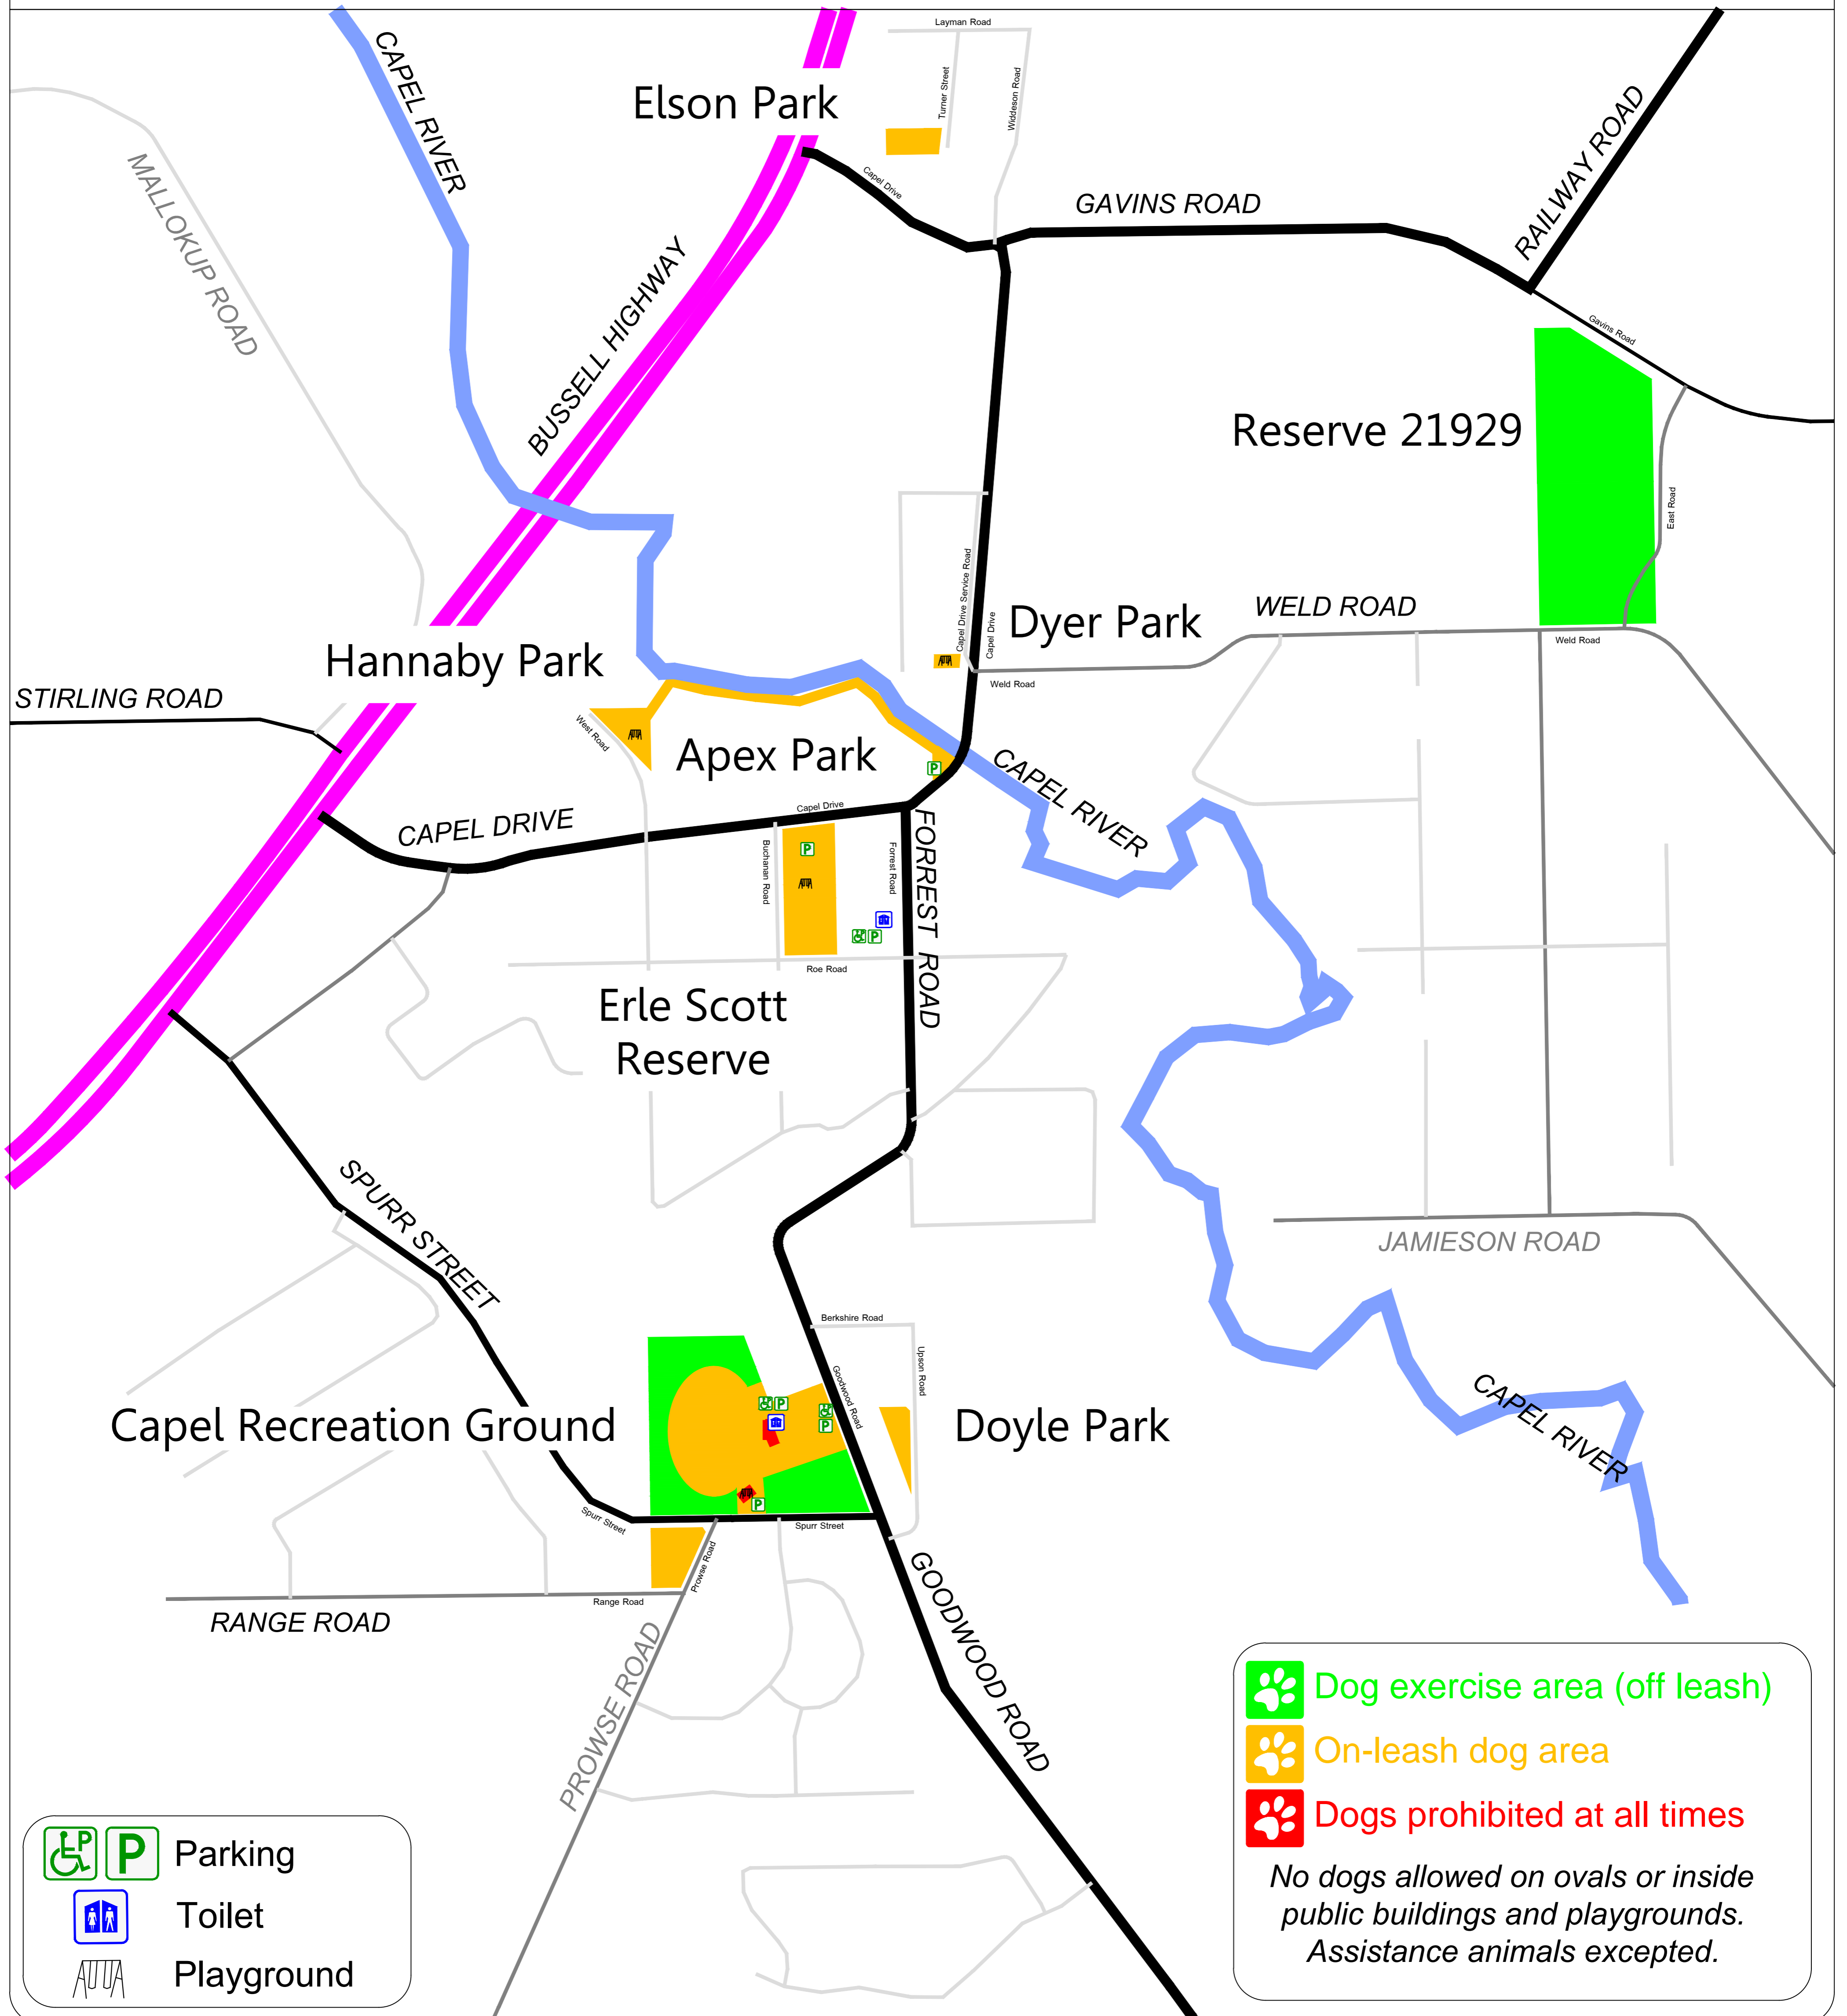 Layman Road
CAPEL RIVER
Elson Park
Turner Street
Widdeson Road
RAILWAY ROAD
MALLOKUP ROAD
Capel Drive
GAVINS ROAD
BUSSELL HIGHWAY
Gavins Road
Reserve 21929
East Road
Capel Drive Service Road
Capel Drive
Dyer Park
WELD ROAD
Weld Road
Hannaby Park
Weld Road
STIRLING ROAD
West Road
Apex Park
P
CAPEL RIVER
CAPEL DRIVE
Capel Drive
FORREST ROAD
Buchanan Road
P
Forrest Road
P
P
Roe Road
Erle Scott
Reserve
SPURR STREET
JAMIESON ROAD
Berkshire Road
Upson Road
Goodwood Road
CAPEL RIVER
Capel Recreation Ground
P
P
P
P
Doyle Park
P
Spurr Street
Spurr Street
Prowse Road
Range Road
RANGE ROAD
GOODWOOD ROAD
PROWSE ROAD
Dog exercise area (off leash)
On-leash dog area
Dogs prohibited at all times
No dogs allowed on ovals or inside
public buildings and playgrounds.
Assistance animals excepted.
P P Parking
Toilet
Playground